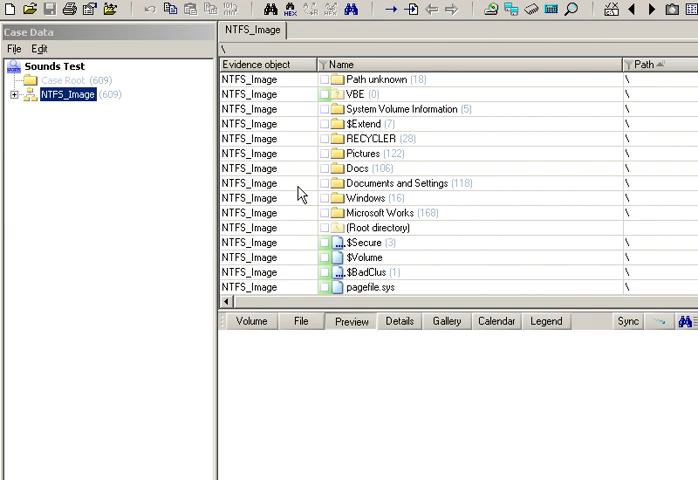 Case Data
File Edit
Sounds Test
Case Root (609)
NTFS_Image (609)
NTFS_Image
\
Evidence object Name Path
NTFS_Image Path unknown (18) \
NTFS_Image VBE (0) \
NTFS_Image System Volume Information (5) \
NTFS_Image $Extend (7) \
NTFS_Image RECYCLER (28) \
NTFS_Image Pictures (122) \
NTFS_Image Docs (106) \
NTFS_Image Documents and Settings (118) \
NTFS_Image Windows (16) \
NTFS_Image Microsoft Works (168) \
NTFS_Image (Root directory)
NTFS_Image $Secure (3) \
NTFS_Image $Volume \
NTFS_Image $BadClus (1) \
NTFS_Image pagefile.sys \
Volume File Preview Details Gallery Calendar Legend Sync